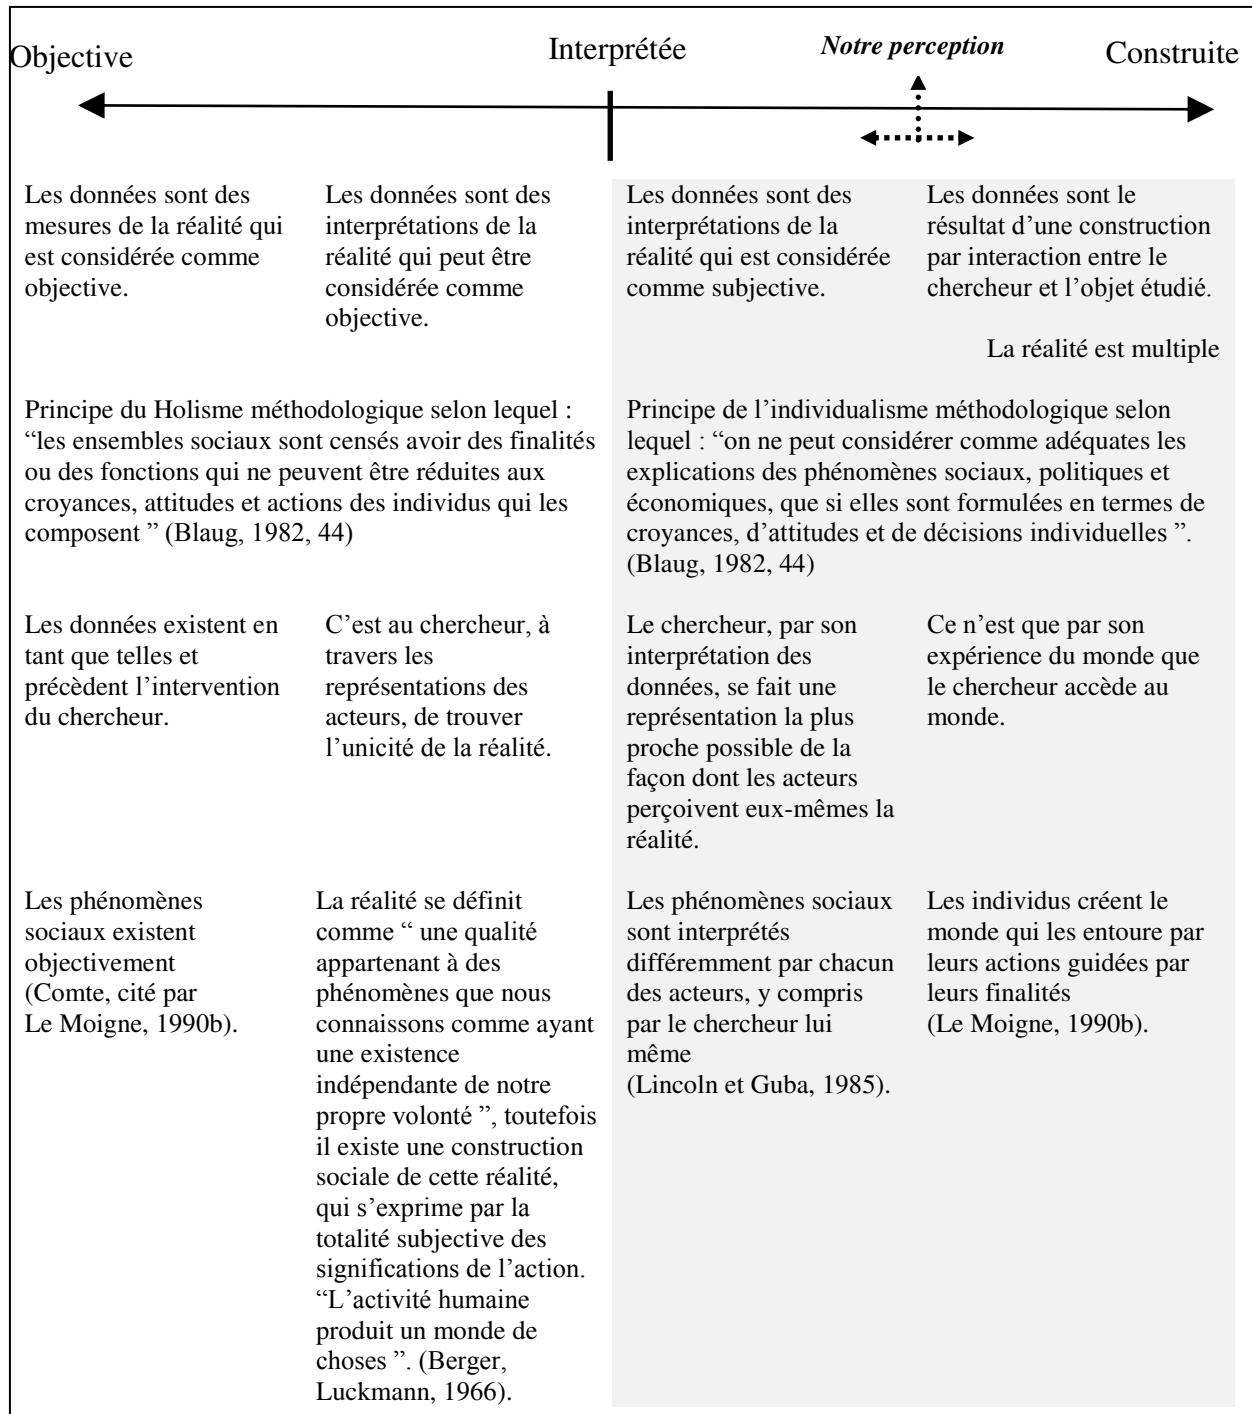 Objective
Interprétée
Notre perception
Construite
Les données sont des
mesures de la réalité qui
est considérée comme
objective.
Les données sont des
interprétations de la
réalité qui peut être
considérée comme
objective.
Les données sont des
interprétations de la
réalité qui est considérée
comme subjective.
Les données sont le
résultat d’une construction
par interaction entre le
chercheur et l’objet étudié.
La réalité est multiple
Principe du Holisme méthodologique selon lequel :
“les ensembles sociaux sont censés avoir des finalités
ou des fonctions qui ne peuvent être réduites aux
croyances, attitudes et actions des individus qui les
composent ” (Blaug, 1982, 44)
Principe de l’individualisme méthodologique selon
lequel : “on ne peut considérer comme adéquates les
explications des phénomènes sociaux, politiques et
économiques, que si elles sont formulées en termes de
croyances, d’attitudes et de décisions individuelles ”.
(Blaug, 1982, 44)
Les données existent en
tant que telles et
précèdent l’intervention
du chercheur.
C’est au chercheur, à
travers les
représentations des
acteurs, de trouver
l’unicité de la réalité.
Le chercheur, par son
interprétation des
données, se fait une
représentation la plus
proche possible de la
façon dont les acteurs
perçoivent eux-mêmes la
réalité.
Ce n’est que par son
expérience du monde que
le chercheur accède au
monde.
Les phénomènes
sociaux existent
objectivement
(Comte, cité par
Le Moigne, 1990b).
La réalité se définit
comme “ une qualité
appartenant à des
phénomènes que nous
connaissons comme ayant
une existence
indépendante de notre
propre volonté ”, toutefois
il existe une construction
sociale de cette réalité,
qui s’exprime par la
totalité subjective des
significations de l’action.
“L’activité humaine
produit un monde de
choses ”. (Berger,
Luckmann, 1966).
Les phénomènes sociaux
sont interprétés
différemment par chacun
des acteurs, y compris
par le chercheur lui
même
(Lincoln et Guba, 1985).
Les individus créent le
monde qui les entoure par
leurs actions guidées par
leurs finalités
(Le Moigne, 1990b).